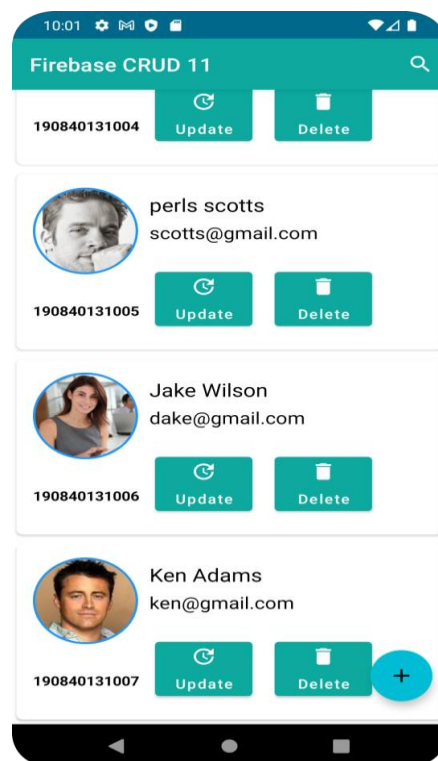 10:01
Firebase CRUD 11
190840131004
Update
Delete
perls scotts
scotts@gmail.com
190840131005
Update
Delete
Jake Wilson
dake@gmail.com
190840131006
Update
Delete
Ken Adams
ken@gmail.com
190840131007
Update
Delete
+